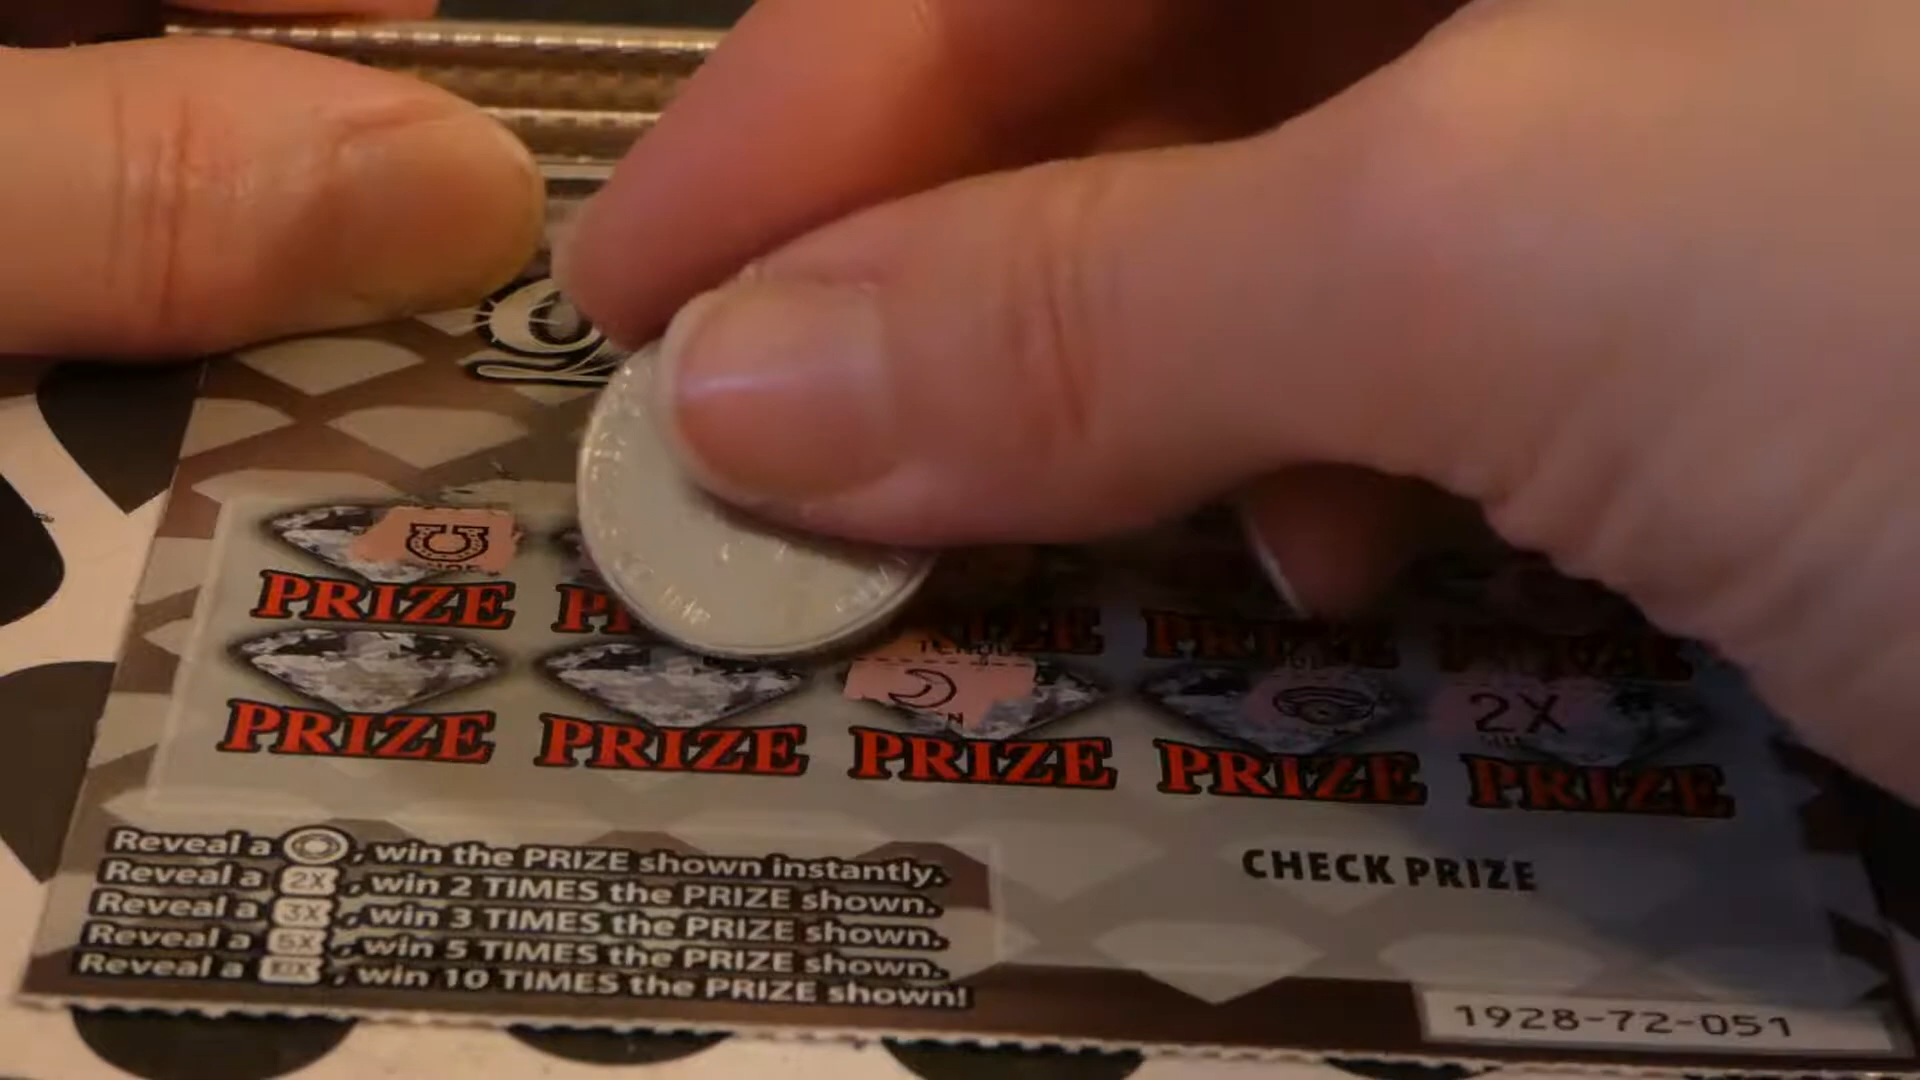 PRIZE PRIZE PRIZE
PRIZE PRIZE PRIZE PRIZE PRIZE
2X
Reveal a , win the PRIZE shown instantly.
Reveal a 2X , win 2 TIMES the PRIZE shown.
Reveal a 3X , win 3 TIMES the PRIZE shown.
Reveal a 5X , win 5 TIMES the PRIZE shown.
Reveal a 10X , win 10 TIMES the PRIZE shown!
CHECK PRIZE
1928-72-051